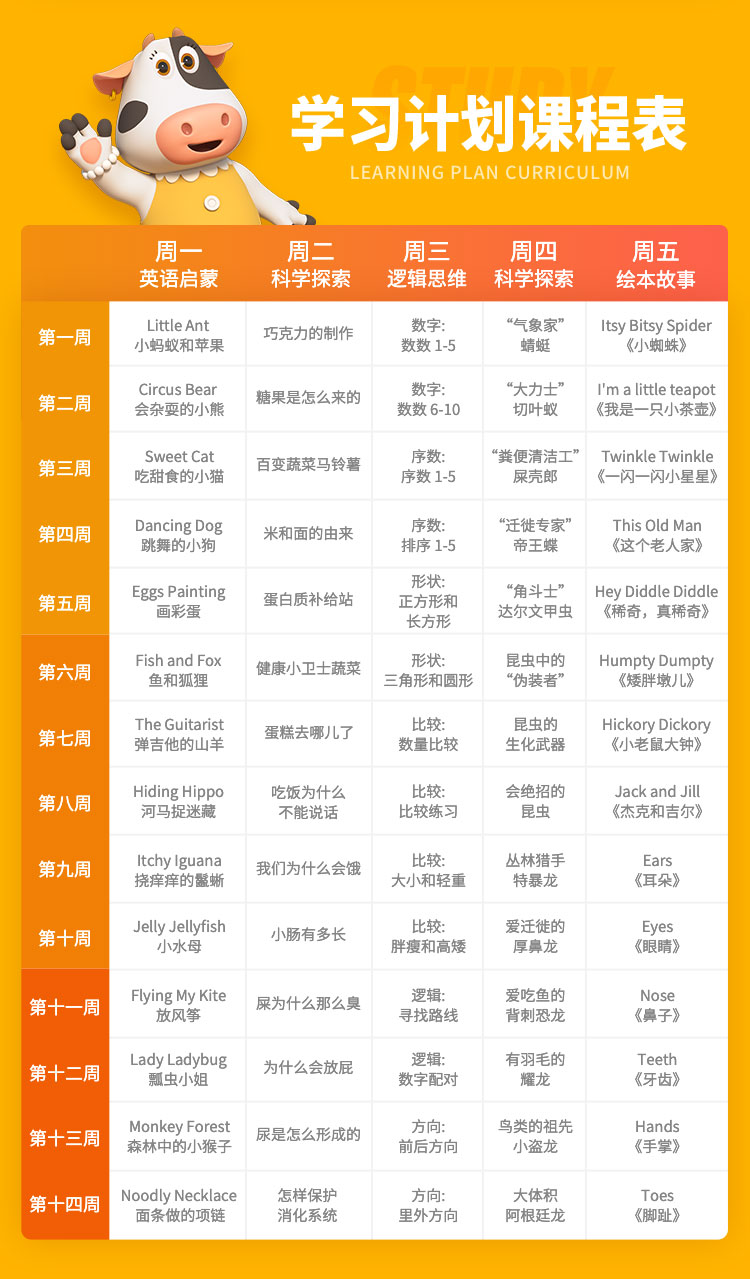 STUDY
学习计划课程表
LEARNING PLAN CURRICULUM
周一 周二 周三 周四 周五
英语启蒙 科学探索 逻辑思维 科学探索 绘本故事
第一周
Little Ant
小蚂蚁和苹果
巧克力的制作
数字:
数数 1-5
“气象家”
蜻蜓
Itsy Bitsy Spider
《小蜘蛛》
第二周
Circus Bear
会杂耍的小熊
糖果是怎么来的
数字:
数数 6-10
“大力士”
切叶蚁
I'm a little teapot
《我是一只小茶壶》
第三周
Sweet Cat
吃甜食的小猫
百变蔬菜马铃薯
序数:
序数 1-5
“粪便清洁工”
屎壳郎
Twinkle Twinkle
《一闪一闪小星星》
第四周
Dancing Dog
跳舞的小狗
米和面的由来
序数:
排序 1-5
“迁徙专家”
帝王蝶
This Old Man
《这个老人家》
第五周
Eggs Painting
画彩蛋
蛋白质补给站
形状:
正方形和
长方形
“角斗士”
达尔文甲虫
Hey Diddle Diddle
《稀奇，真稀奇》
第六周
Fish and Fox
鱼和狐狸
健康小卫士蔬菜
形状:
三角形和圆形
昆虫中的
“伪装者”
Humpty Dumpty
《矮胖墩儿》
第七周
The Guitarist
弹吉他的山羊
蛋糕去哪儿了
比较:
数量比较
昆虫的
生化武器
Hickory Dickory
《小老鼠大钟》
第八周
Hiding Hippo
河马捉迷藏
吃饭为什么
不能说话
比较:
比较练习
会绝招的
昆虫
Jack and Jill
《杰克和吉尔》
第九周
Itchy Iguana
挠痒痒的鬣蜥
我们为什么会饿
比较:
大小和轻重
丛林猎手
特暴龙
Ears
《耳朵》
第十周
Jelly Jellyfish
小水母
小肠有多长
比较:
胖瘦和高矮
爱迁徙的
厚鼻龙
Eyes
《眼睛》
第十一周
Flying My Kite
放风筝
屎为什么那么臭
逻辑:
寻找路线
爱吃鱼的
背刺恐龙
Nose
《鼻子》
第十二周
Lady Ladybug
瓢虫小姐
为什么会放屁
逻辑:
数字配对
有羽毛的
耀龙
Teeth
《牙齿》
第十三周
Monkey Forest
森林中的小猴子
尿是怎么形成的
方向:
前后方向
鸟类的祖先
小盗龙
Hands
《手掌》
第十四周
Noodly Necklace
面条做的项链
怎样保护
消化系统
方向:
里外方向
大体积
阿根廷龙
Toes
《脚趾》